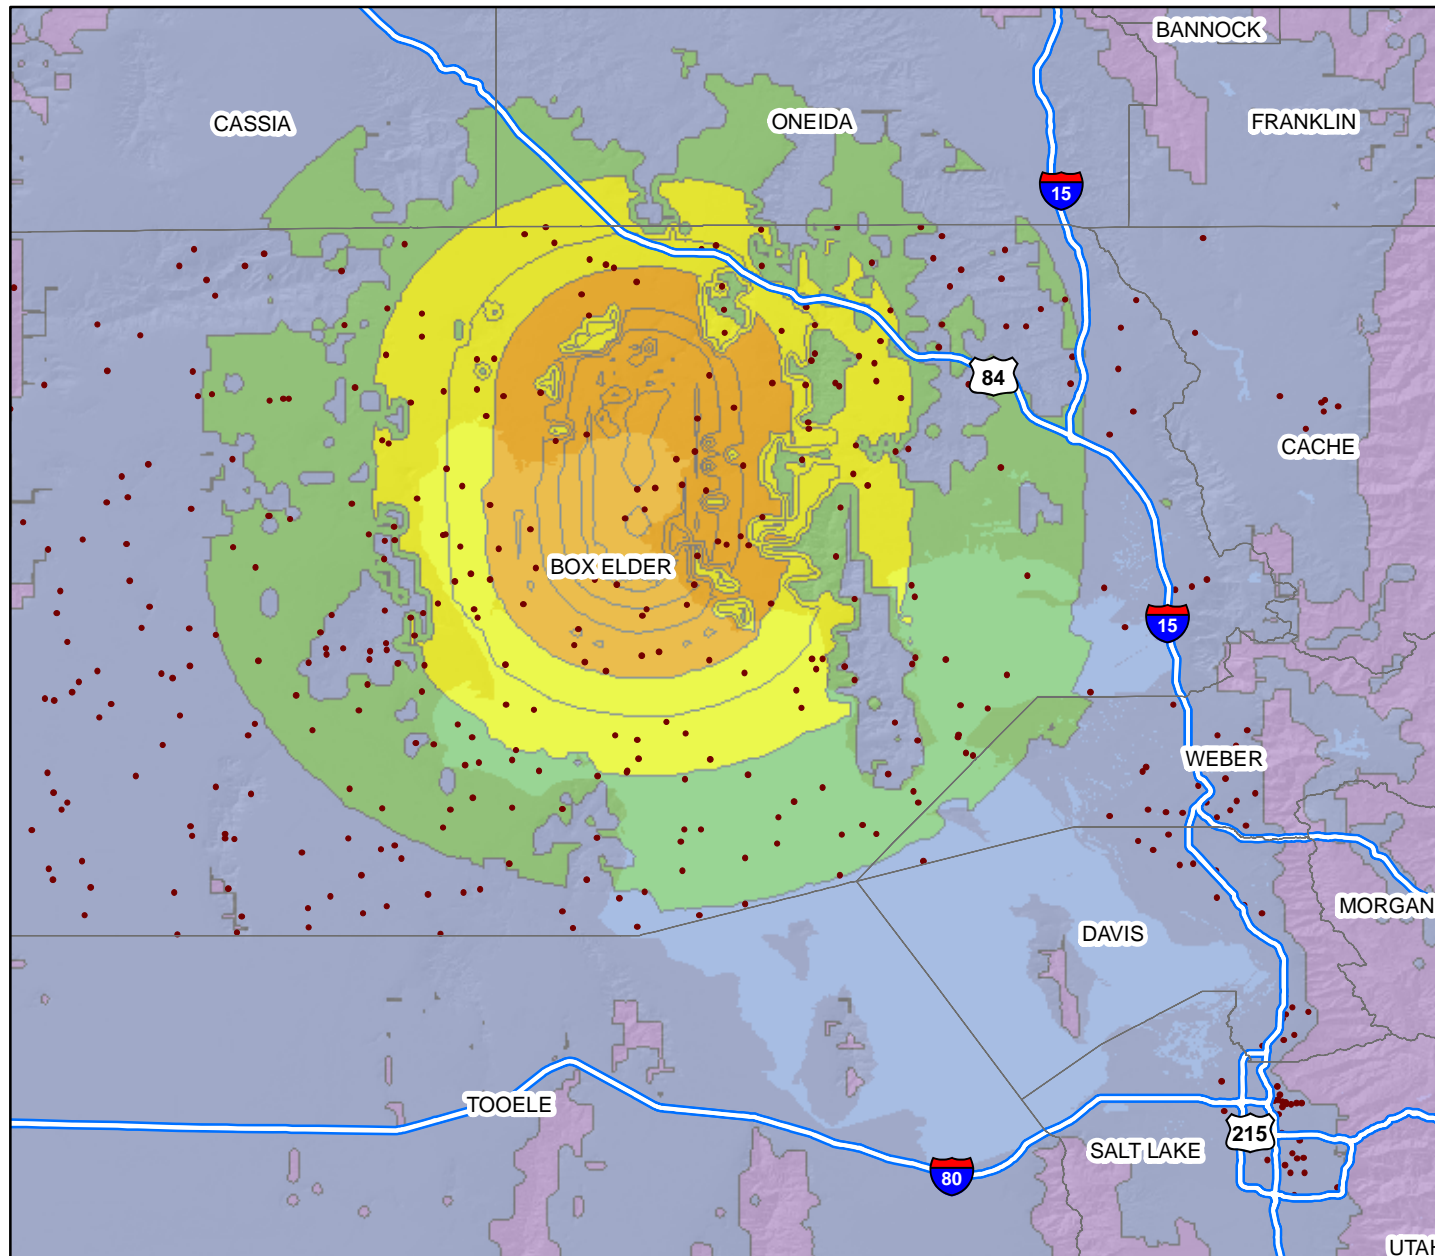 BANNOCK
CASSIA
ONEIDA
FRANKLIN
15
84
CACHE
BOX ELDER
15
WEBER
MORGAN
DAVIS
TOOELE
215
SALT LAKE
80
UTAH